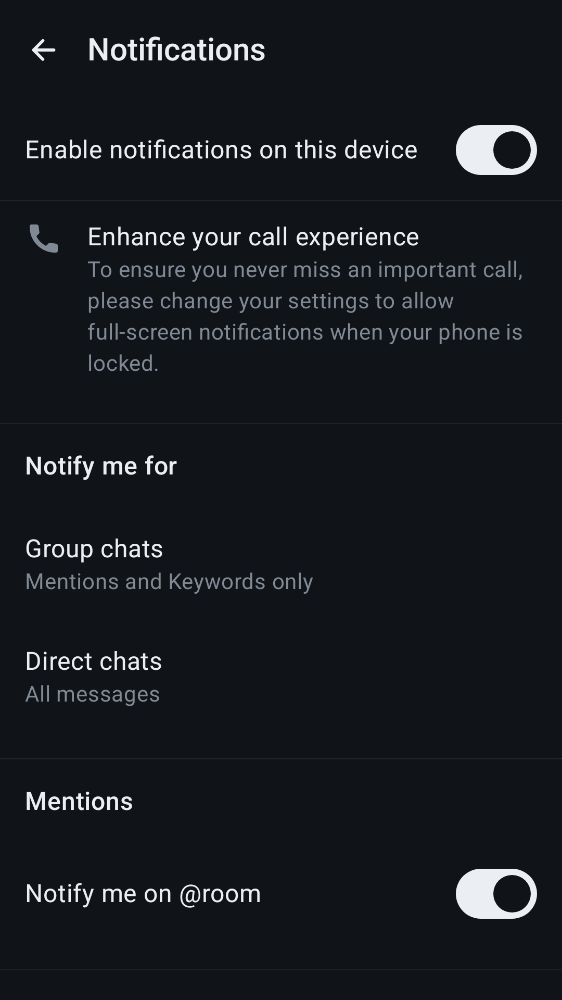 Notifications
Enable notifications on this device
Enhance your call experience
To ensure you never miss an important call,
please change your settings to allow
full-screen notifications when your phone is
locked.
Notify me for
Group chats
Mentions and Keywords only
Direct chats
All messages
Mentions
Notify me on @room